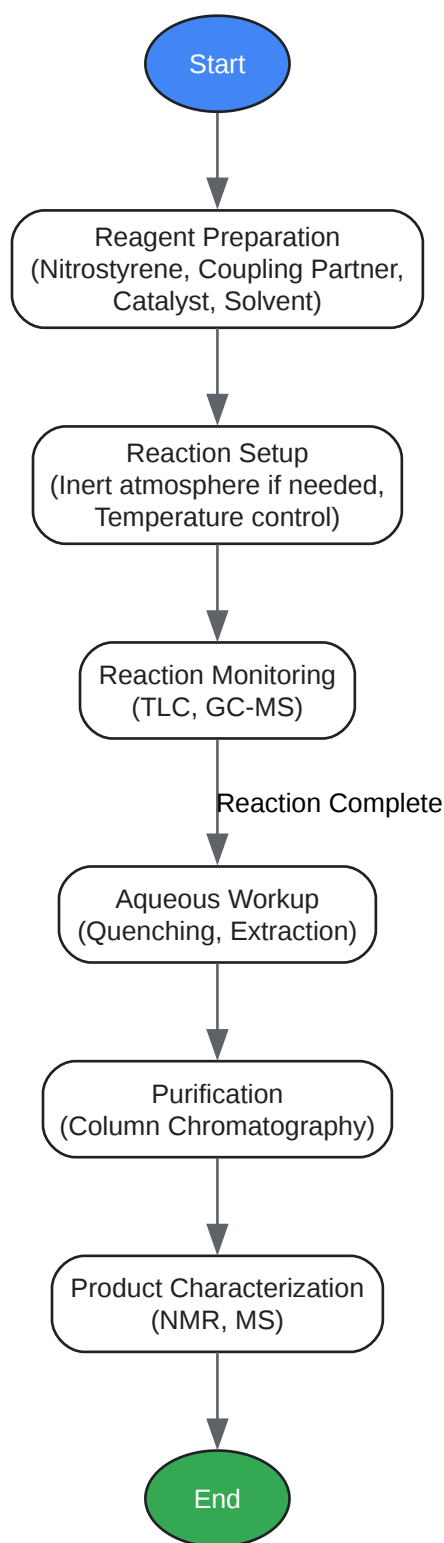 Start
Reagent Preparation
(Nitrostyrene, Coupling Partner,
Catalyst, Solvent)
Reaction Setup
(Inert atmosphere if needed,
Temperature control)
Reaction Monitoring
(TLC, GC-MS)
Reaction Complete
Aqueous Workup
(Quenching, Extraction)
Purification
(Column Chromatography)
Product Characterization
(NMR, MS)
End